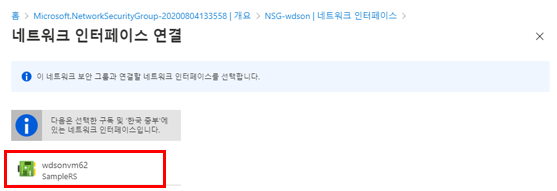 홈 > Microsoft.NetworkSecurityGroup-20200804133558 | 개요 > NSG-wdson | 네트워크 인터페이스 >
네트워크 인터페이스 연결
이 네트워크 보안 그룹과 연결할 네트워크 인터페이스를 선택합니다.
다음은 선택한 구독 및 '한국 중부'에
있는 네트워크 인터페이스입니다.
wdsonvm62
SampleRS